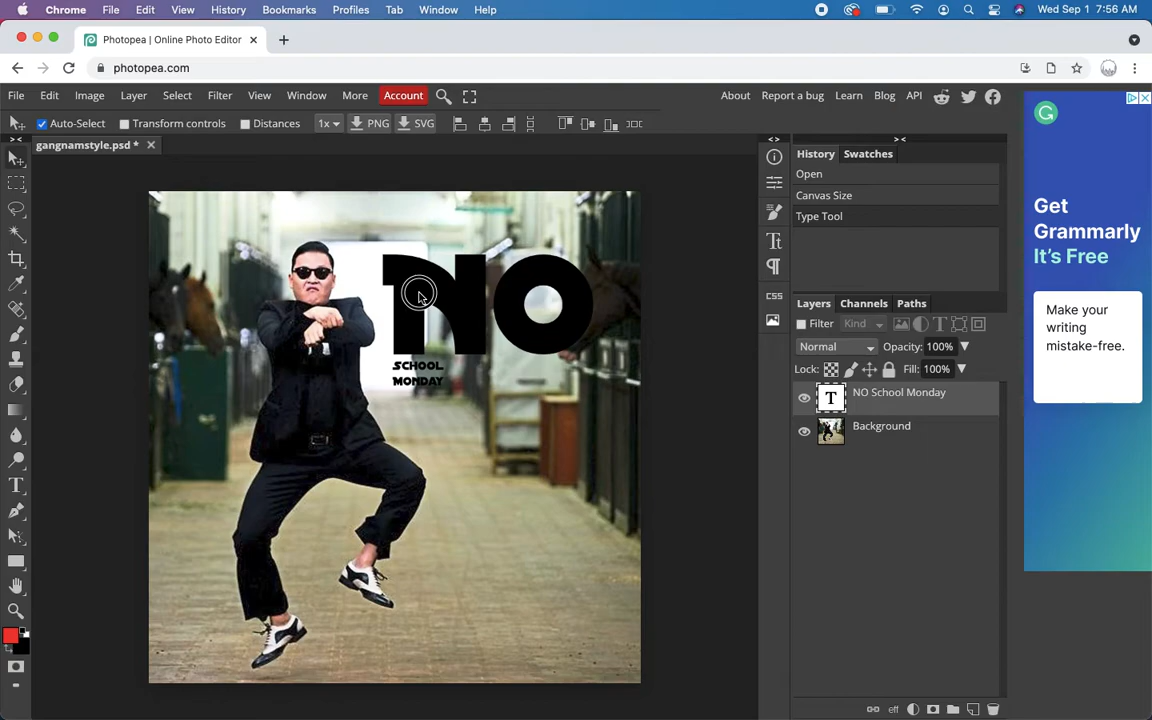 Chrome File Edit View History Bookmarks Profiles Tab Window Help Wed Sep 1 7:56 AM
Photopea | Online Photo Editor
photopea.com
File Edit Image Layer Select Filter View Window More Account About Report a bug Learn Blog API
Auto-Select Transform controls Distances 1x PNG SVG
gangnamstyle.psd *
History Swatches
Open
Canvas Size
Type Tool
CSS
Layers Channels Paths
Filter Kind
Normal Opacity: 100%
Lock: Fill: 100%
T NO School Monday
Background
eff
NO
SCHOOL
MONDAY
Get
Grammarly
It's Free
Make your
writing
mistake-free.